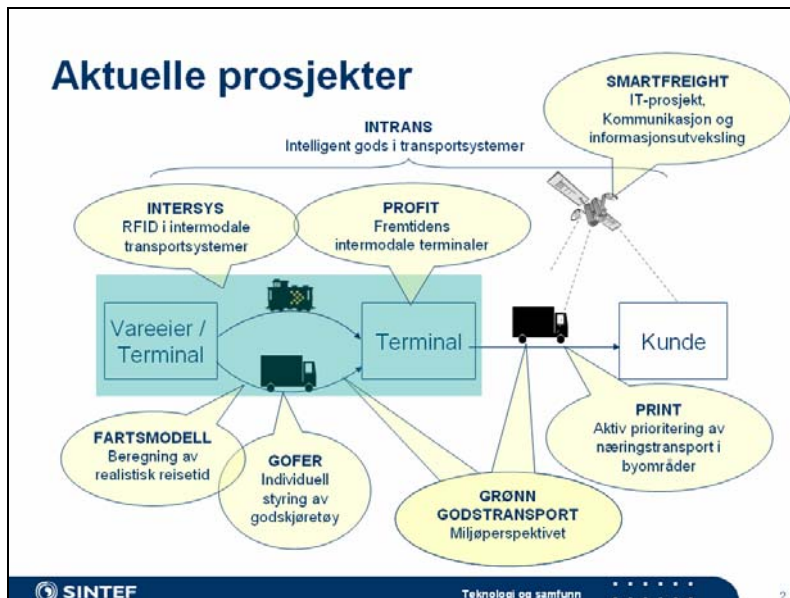 Aktuelle prosjekter
SMARTFREIGHT
IT-prosjekt,
Kommunikasjon og
informasjonsutveksling
INTRANS
Intelligent gods i transportsystemer
INTERSYS
RFID i intermodale
transportsystemer
PROFIT
Fremtidens
intermodale terminaler
Vareeier /
Terminal
Terminal
Kunde
FARTSMODELL
Beregning av
realistisk reisetid
GOFER
Individuell
styring av
godskjøretøy
GRØNN
GODSTRANSPORT
Miljøperspektivet
PRINT
Aktiv prioritering av
næringstransport i
byområder
SINTEF
Teknologi og samfunn
2